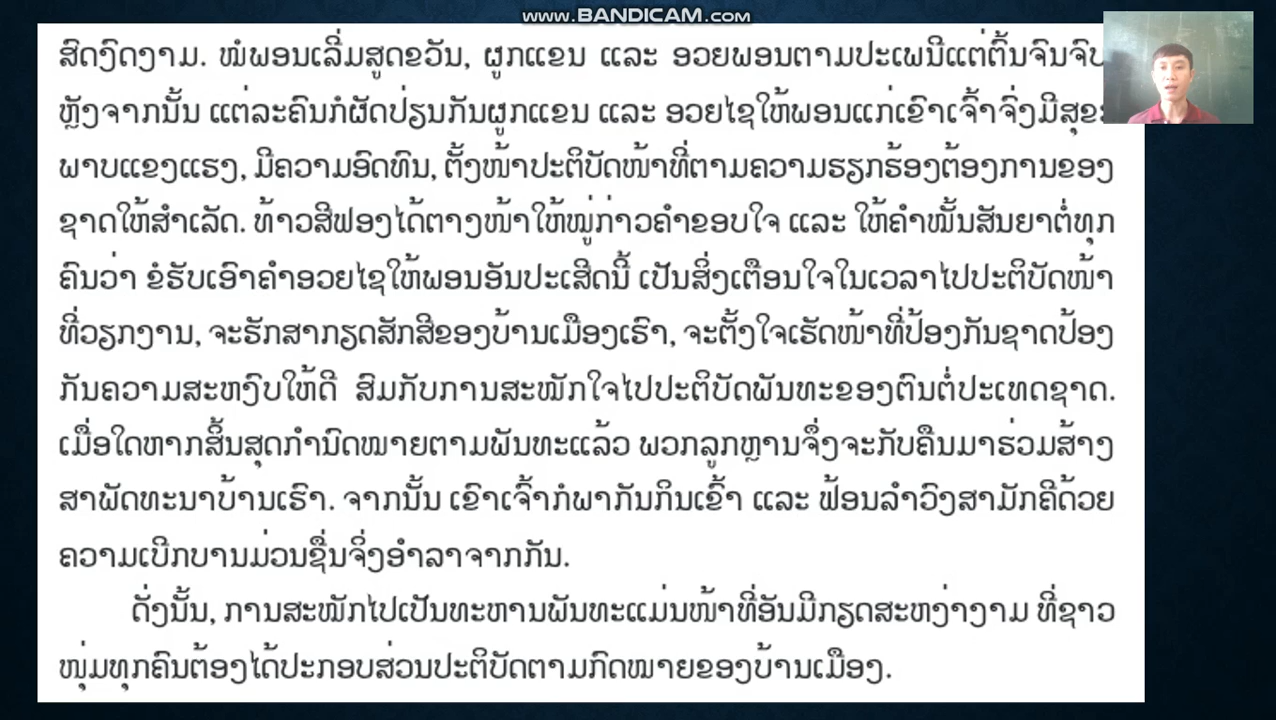 www.BANDICAM.com
ສົດງົດງາມ. ໝໍພອນເລີ່ມສູດຂວັນ, ຜູກແຂນ ແລະ ອວຍພອນຕາມປະເພນີແຕ່ຕົ້ນຈົນຈົບ
ຫຼັງຈາກນັ້ນ ແຕ່ລະຄົນກໍຜັດປ່ຽນກັນຜູກແຂນ ແລະ ອວຍໄຊໃຫ້ພອນແກ່ເຂົາເຈົ້າຈົ່ງມີສຸຂະ
ພາບແຂງແຮງ, ມີຄວາມອົດທົນ, ຕັ້ງໜ້າປະຕິບັດໜ້າທີ່ຕາມຄວາມຮຽກຮ້ອງຕ້ອງການຂອງ
ຊາດໃຫ້ສຳເລັດ. ທ້າວສີຟອງໄດ້ຕາງໜ້າໃຫ້ໝູ່ກ່າວຄຳຂອບໃຈ ແລະ ໃຫ້ຄຳໝັ້ນສັນຍາຕໍ່ທຸກ
ຄົນວ່າ ຂໍຮັບເອົາຄຳອວຍໄຊໃຫ້ພອນອັນປະເສີດນີ້ ເປັນສິ່ງເຕືອນໃຈໃນເວລາໄປປະຕິບັດໜ້າ
ທີ່ວຽກງານ, ຈະຮັກສາກຽດສັກສີຂອງບ້ານເມືອງເຮົາ, ຈະຕັ້ງໃຈເຮັດໜ້າທີ່ປ້ອງກັນຊາດປ້ອງ
ກັນຄວາມສະຫງົບໃຫ້ດີ ສົມກັບການສະໝັກໃຈໄປປະຕິບັດພັນທະຂອງຕົນຕໍ່ປະເທດຊາດ.
ເມື່ອໃດຫາກສິ້ນສຸດກຳນົດໝາຍຕາມພັນທະແລ້ວ ພວກລູກຫຼານຈຶ່ງຈະກັບຄືນມາຮ່ວມສ້າງ
ສາພັດທະນາບ້ານເຮົາ. ຈາກນັ້ນ ເຂົາເຈົ້າກໍພາກັນກິນເຂົ້າ ແລະ ຟ້ອນລຳວົງສາມັກຄີດ້ວຍ
ຄວາມເບີກບານມ່ວນຊື່ນຈຶ່ງອຳລາຈາກກັນ.
ດັ່ງນັ້ນ, ການສະໝັກໄປເປັນທະຫານພັນທະແມ່ນໜ້າທີ່ອັນມີກຽດສະຫງ່າງາມ ທີ່ຊາວ
ໜຸ່ມທຸກຄົນຕ້ອງໄດ້ປະກອບສ່ວນປະຕິບັດຕາມກົດໝາຍຂອງບ້ານເມືອງ.